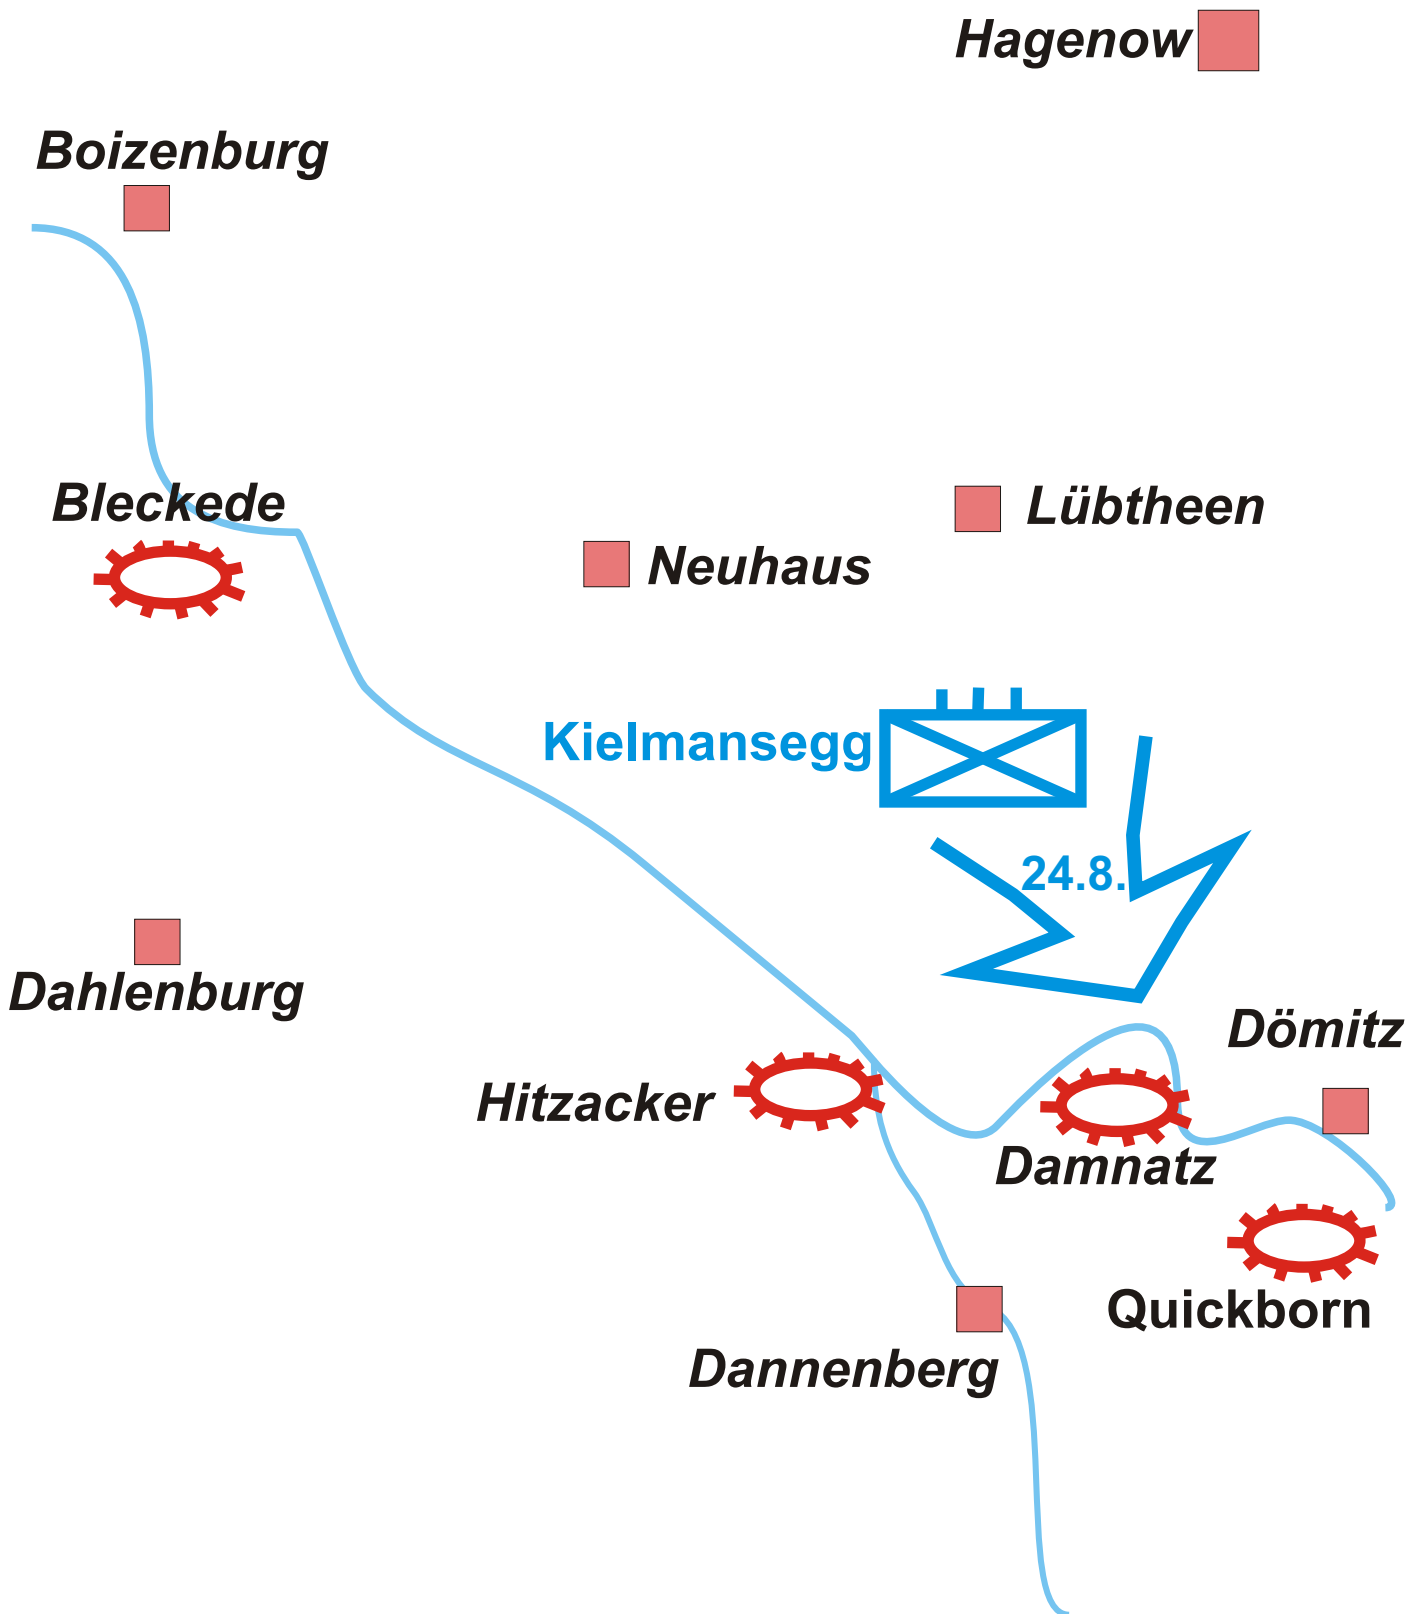 Hagenow
Boizenburg
Bleckede
Lübtheen
Neuhaus
Kielmansegg
24.8.
Dahlenburg
Dömitz
Hitzacker
Damnatz
Quickborn
Dannenberg